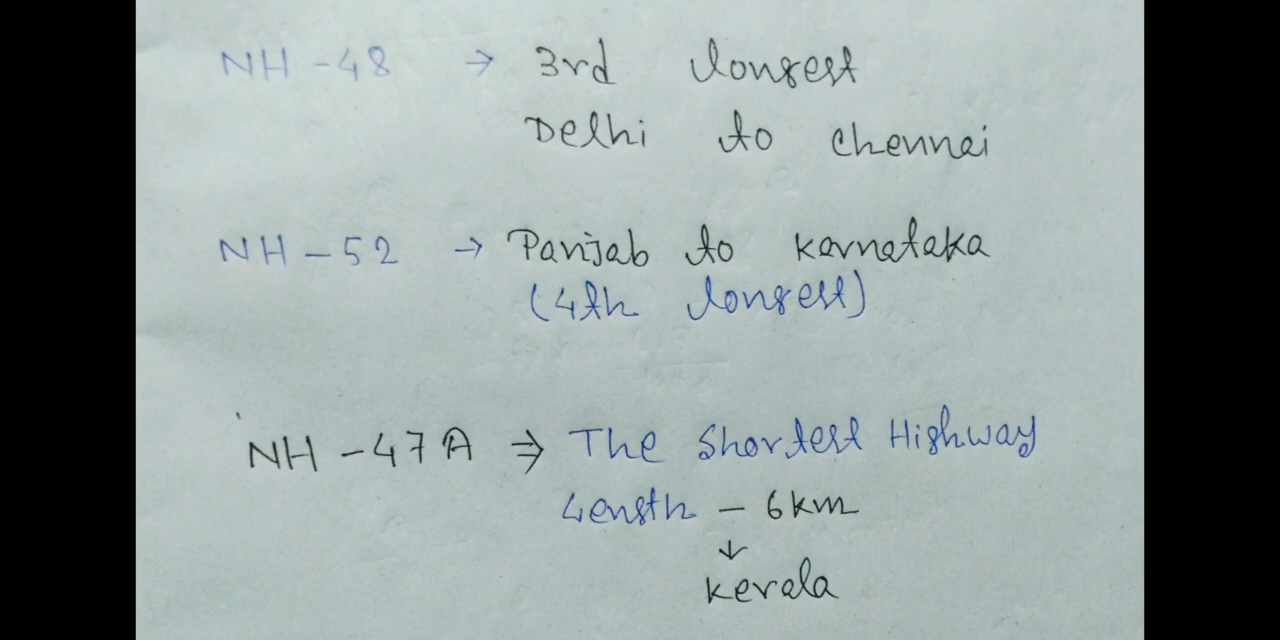 NH-48 → 3rd longest
Delhi to chennai
NH-52 → Panjab to karnataka
(4th longest)
NH-47A ⇒ The Shortest Highway
Length - 6km
↓
kerala